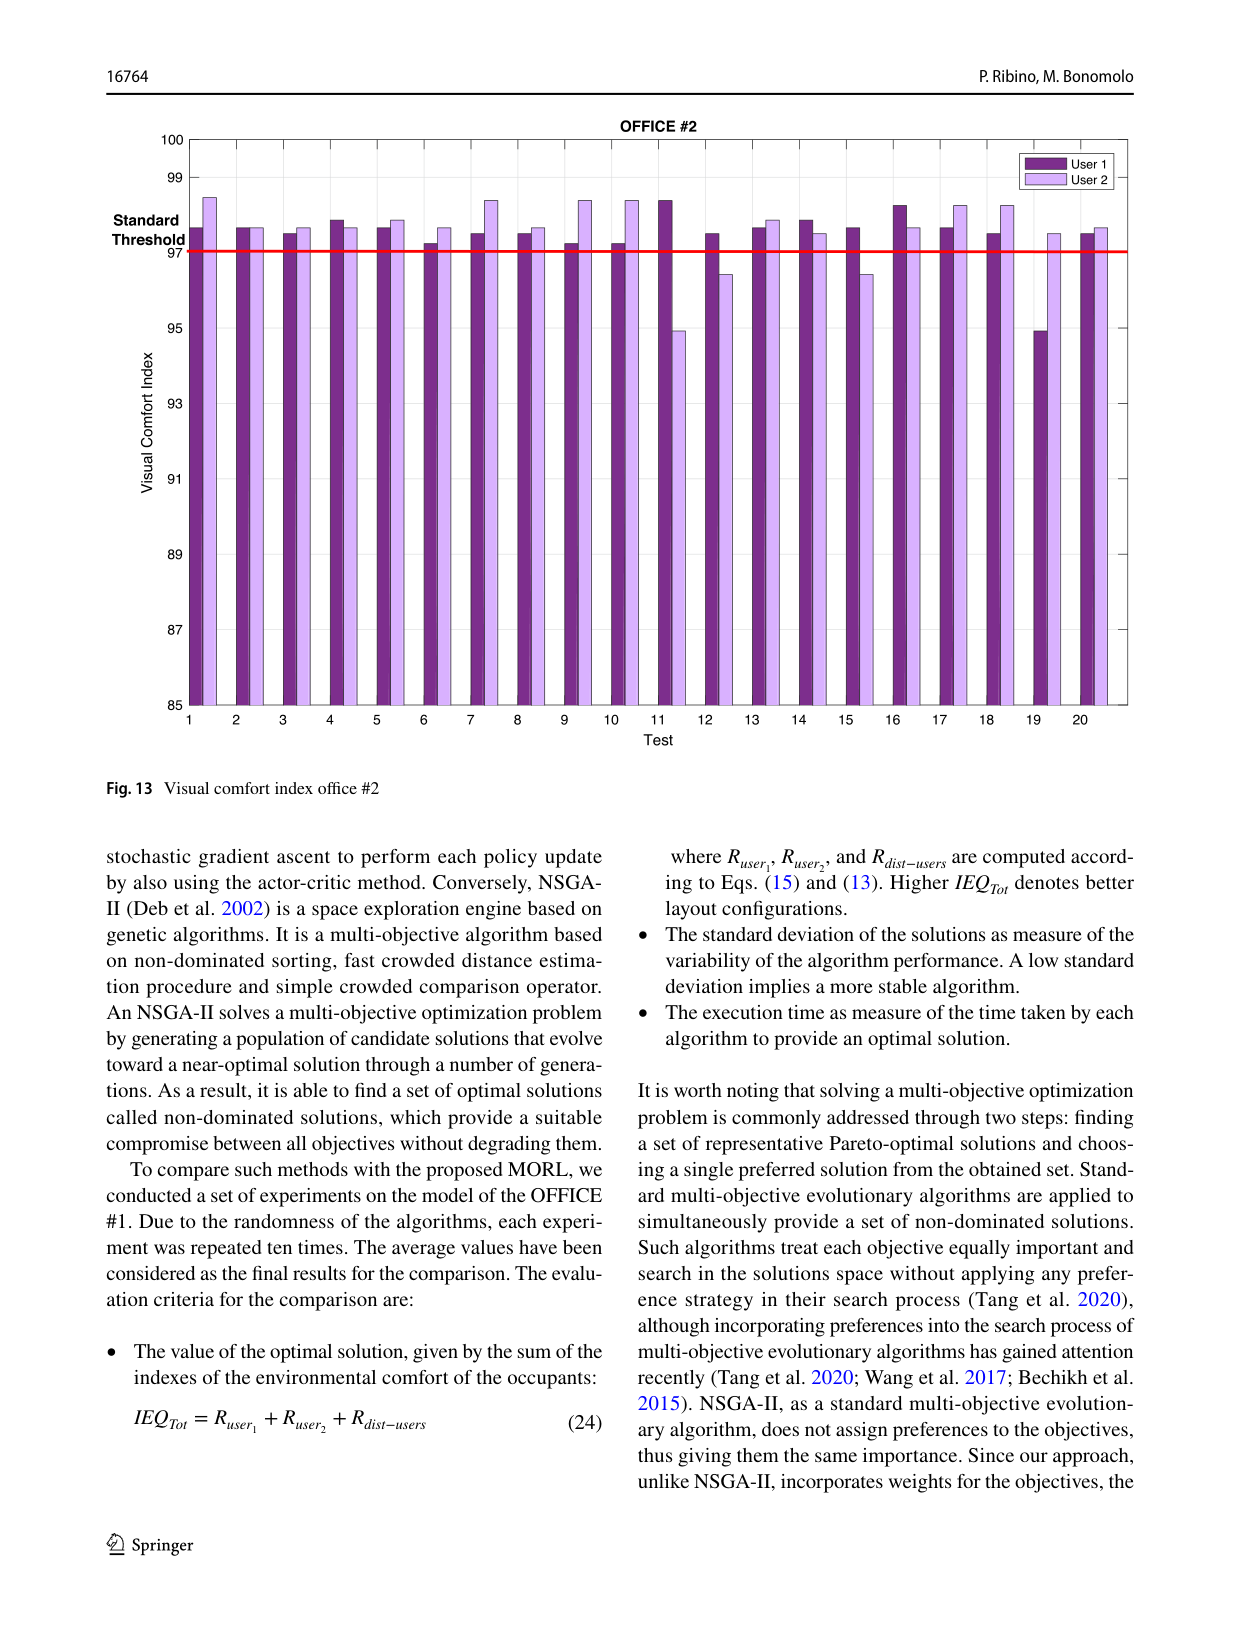 16764
P. Ribino, M. Bonomolo
OFFICE #2
100
99
Standard
Threshold
97
95
93
91
89
87
85
Visual Comfort Index
User 1
User 2
1 2 3 4 5 6 7 8 9 10 11 12 13 14 15 16 17 18 19 20
Test
Fig. 13 Visual comfort index office #2
stochastic gradient ascent to perform each policy update
by also using the actor-critic method. Conversely, NSGA-
II (Deb et al. 2002) is a space exploration engine based on
genetic algorithms. It is a multi-objective algorithm based
on non-dominated sorting, fast crowded distance estima-
tion procedure and simple crowded comparison operator.
An NSGA-II solves a multi-objective optimization problem
by generating a population of candidate solutions that evolve
toward a near-optimal solution through a number of genera-
tions. As a result, it is able to find a set of optimal solutions
called non-dominated solutions, which provide a suitable
compromise between all objectives without degrading them.
To compare such methods with the proposed MORL, we
conducted a set of experiments on the model of the OFFICE
#1. Due to the randomness of the algorithms, each experi-
ment was repeated ten times. The average values have been
considered as the final results for the comparison. The evalu-
ation criteria for the comparison are:
• The value of the optimal solution, given by the sum of the
indexes of the environmental comfort of the occupants:
IEQ_Tot = R_user₁ + R_user₂ + R_dist−users (24)
where R_user₁, R_user₂, and R_dist−users are computed accord-
ing to Eqs. (15) and (13). Higher IEQ_Tot denotes better
layout configurations.
• The standard deviation of the solutions as measure of the
variability of the algorithm performance. A low standard
deviation implies a more stable algorithm.
• The execution time as measure of the time taken by each
algorithm to provide an optimal solution.
It is worth noting that solving a multi-objective optimization
problem is commonly addressed through two steps: finding
a set of representative Pareto-optimal solutions and choos-
ing a single preferred solution from the obtained set. Stand-
ard multi-objective evolutionary algorithms are applied to
simultaneously provide a set of non-dominated solutions.
Such algorithms treat each objective equally important and
search in the solutions space without applying any prefer-
ence strategy in their search process (Tang et al. 2020),
although incorporating preferences into the search process of
multi-objective evolutionary algorithms has gained attention
recently (Tang et al. 2020; Wang et al. 2017; Bechikh et al.
2015). NSGA-II, as a standard multi-objective evolution-
ary algorithm, does not assign preferences to the objectives,
thus giving them the same importance. Since our approach,
unlike NSGA-II, incorporates weights for the objectives, the
Springer